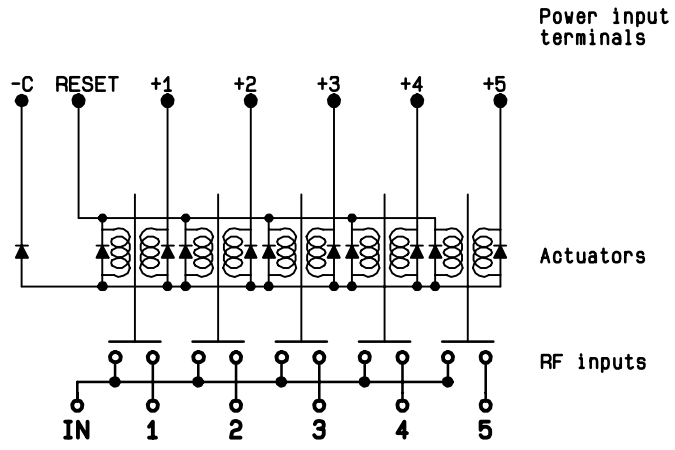 Power input
terminals
-C RESET +1 +2 +3 +4 +5
Actuators
RF inputs
IN 1 2 3 4 5